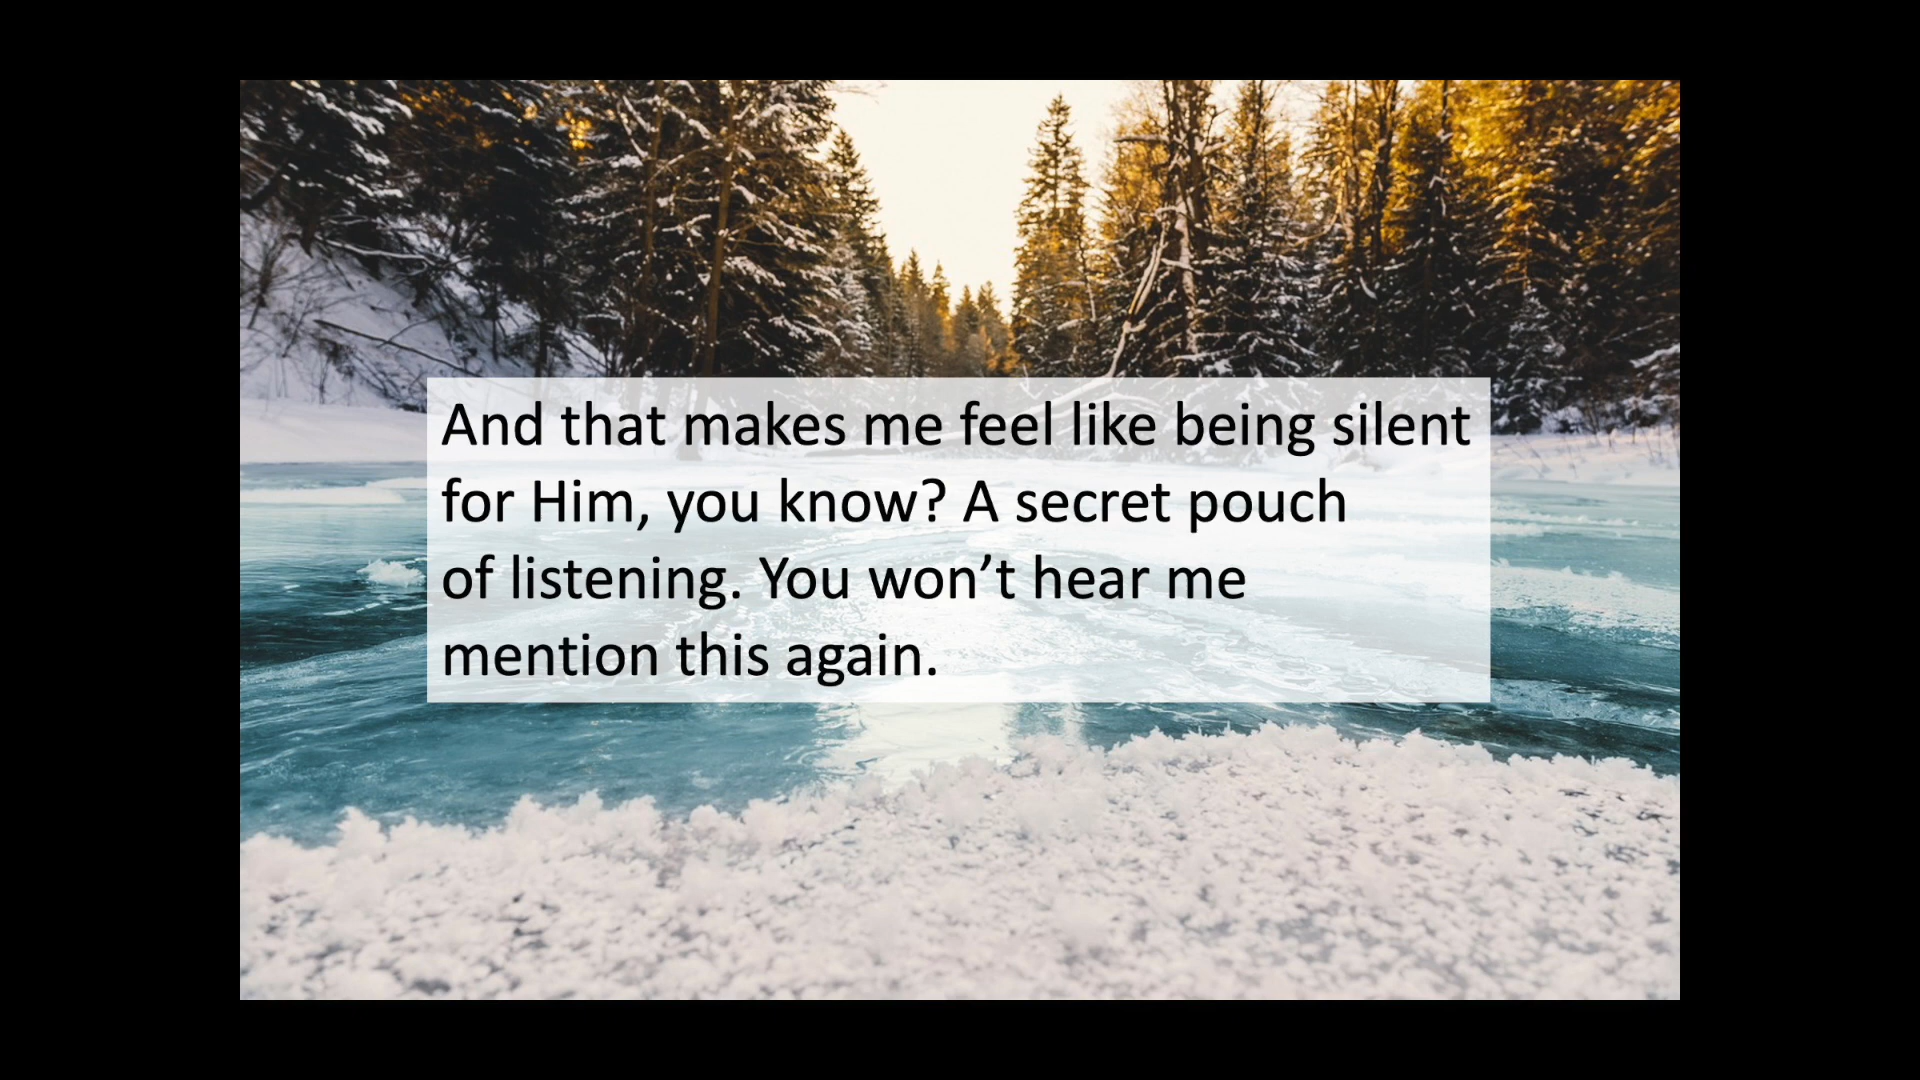 And that makes me feel like being silent
for Him, you know? A secret pouch
of listening. You won’t hear me
mention this again.